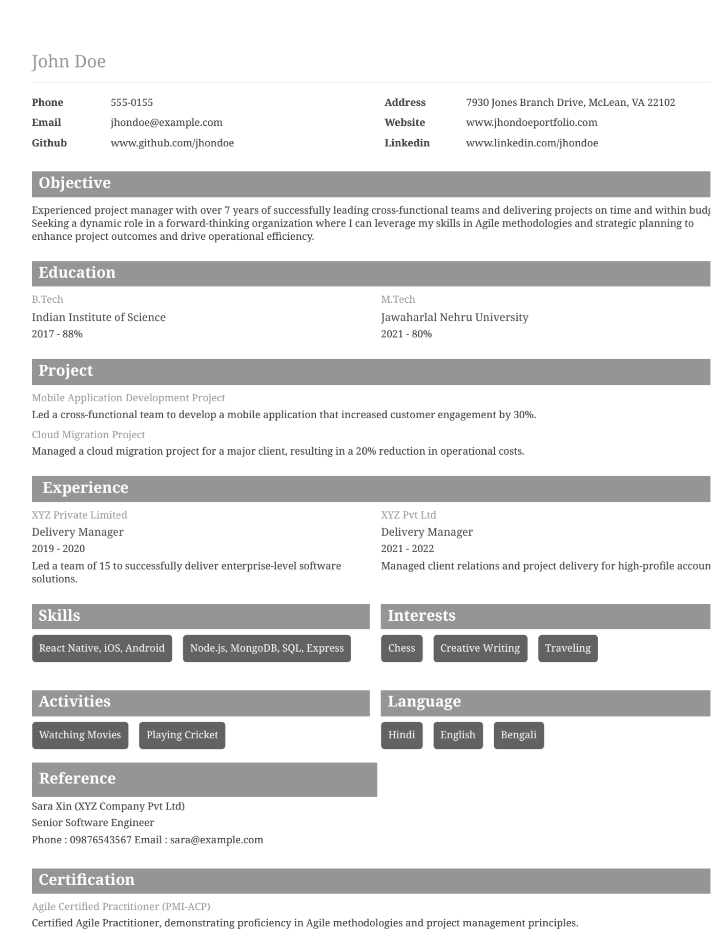 John Doe
Phone 555-0155 Address 7930 Jones Branch Drive, McLean, VA 22102
Email jhondoe@example.com Website www.jhondoeportfolio.com
Github www.github.com/jhondoe Linkedin www.linkedin.com/jhondoe
Objective
Experienced project manager with over 7 years of successfully leading cross-functional teams and delivering projects on time and within
Seeking a dynamic role in a forward-thinking organization where I can leverage my skills in Agile methodologies and strategic planning to
enhance project outcomes and drive operational efficiency.
Education
B.Tech M.Tech
Indian Institute of Science Jawaharlal Nehru University
2017 - 88% 2021 - 80%
Project
Mobile Application Development Project
Led a cross-functional team to develop a mobile application that increased customer engagement by 30%.
Cloud Migration Project
Managed a cloud migration project for a major client, resulting in a 20% reduction in operational costs.
Experience
XYZ Private Limited XYZ Pvt Ltd
Delivery Manager Delivery Manager
2019 - 2020 2021 - 2022
Led a team of 15 to successfully deliver enterprise-level software Managed client relations and project delivery for high-profile accoun
solutions.
Skills Interests
React Native, iOS, Android Node.js, MongoDB, SQL, Express Chess Creative Writing Traveling
Activities Language
Watching Movies Playing Cricket Hindi English Bengali
Reference
Sara Xin (XYZ Company Pvt Ltd)
Senior Software Engineer
Phone : 09876543567 Email : sara@example.com
Certification
Agile Certified Practitioner (PMI-ACP)
Certified Agile Practitioner, demonstrating proficiency in Agile methodologies and project management principles.